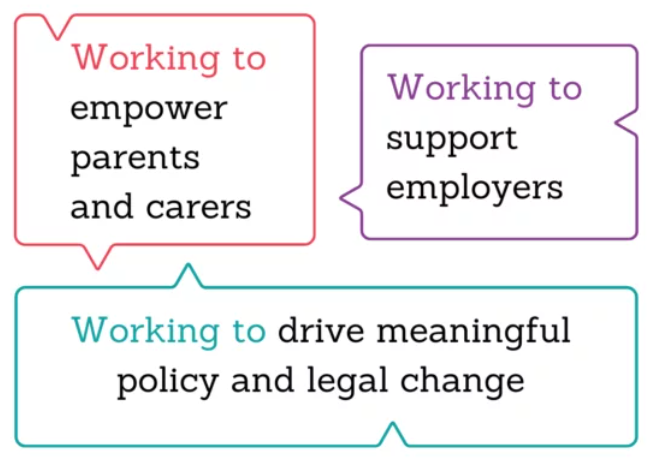 Working to
empower
parents
and carers
Working to
support
employers
Working to drive meaningful
policy and legal change